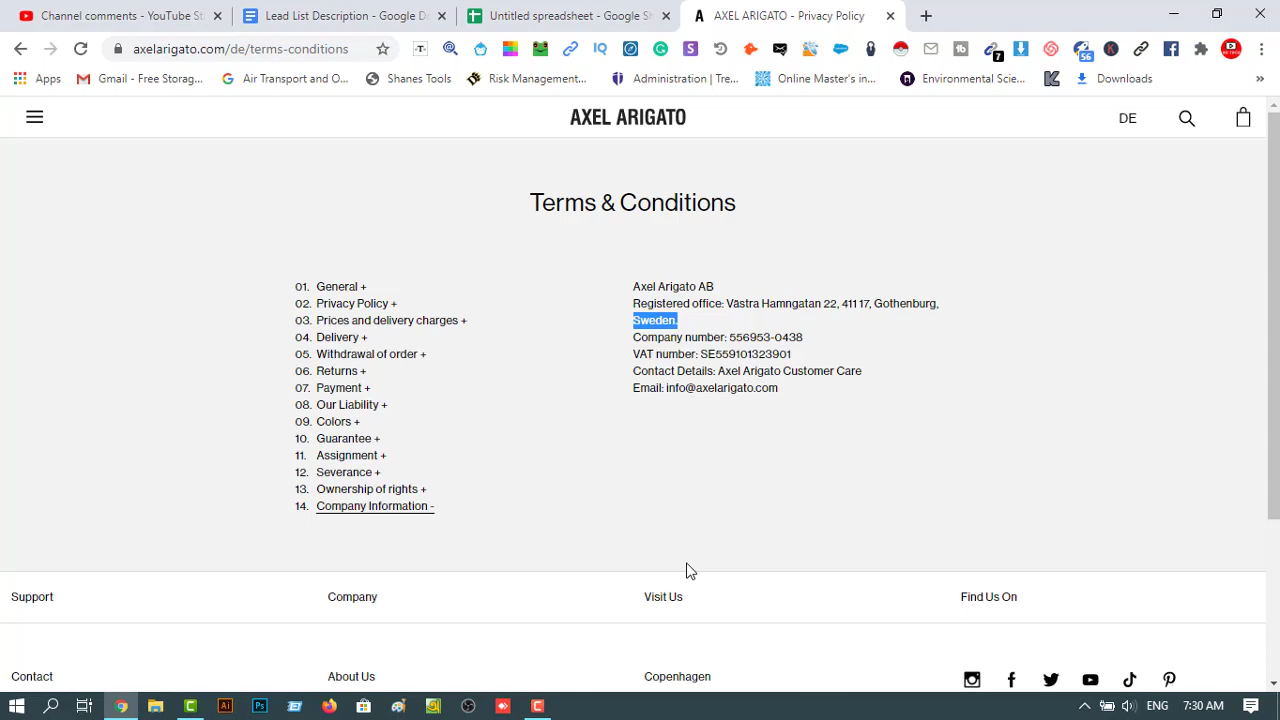 Channel comments - YouTube St
Lead List Description - Google D
Untitled spreadsheet - Google Sh
AXEL ARIGATO - Privacy Policy
axelarigato.com/de/terms-conditions
7
56
Apps
Gmail - Free Storag...
Air Transport and O...
Shanes Tools
Risk Management...
Administration | Tre...
Online Master's in...
Environmental Scie...
Downloads
AXEL ARIGATO
DE
Terms & Conditions
01. General +
02. Privacy Policy +
03. Prices and delivery charges +
04. Delivery +
05. Withdrawal of order +
06. Returns +
07. Payment +
08. Our Liability +
09. Colors +
10. Guarantee +
11. Assignment +
12. Severance +
13. Ownership of rights +
14. Company Information -
Axel Arigato AB
Registered office: Västra Hamngatan 22, 411 17, Gothenburg,
Sweden.
Company number: 556953-0438
VAT number: SE559101323901
Contact Details: Axel Arigato Customer Care
Email: info@axelarigato.com
Support
Company
Visit Us
Find Us On
Contact
About Us
Copenhagen
ENG
7:30 AM